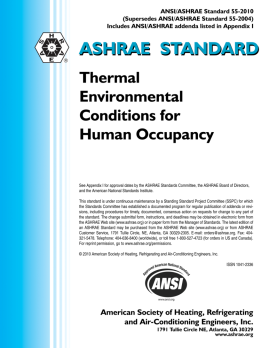 ANSI/ASHRAE Standard 55-2010
(Supersedes ANSI/ASHRAE Standard 55-2004)
Includes ANSI/ASHRAE addenda listed in Appendix I
ASHRAE STANDARD
Thermal
Environmental
Conditions for
Human Occupancy
See Appendix I for approval dates by the ASHRAE Standards Committee, the ASHRAE Board of Directors,
and the American National Standards Institute.
This standard is under continuous maintenance by a Standing Standard Project Committee (SSPC) for which
the Standards Committee has established a documented program for regular publication of addenda or revi-
sions, including procedures for timely, documented, consensus action on requests for change to any part of
the standard. The change submittal form, instructions, and deadlines may be obtained in electronic form from
the ASHRAE Web site (www.ashrae.org) or in paper form from the Manager of Standards. The latest edition of
an ASHRAE Standard may be purchased from the ASHRAE Web site (www.ashrae.org) or from ASHRAE
Customer Service, 1791 Tullie Circle, NE, Atlanta, GA 30329-2305. E-mail: orders@ashrae.org. Fax: 404-
321-5478. Telephone: 404-636-8400 (worldwide), or toll free 1-800-527-4723 (for orders in US and Canada).
For reprint permission, go to www.ashrae.org/permissions.
© 2010 American Society of Heating, Refrigerating and Air-Conditioning Engineers, Inc.
ISSN 1041-2336
American National Standards Institute
ANSI
www.ansi.org
American Society of Heating, Refrigerating
and Air-Conditioning Engineers, Inc.
1791 Tullie Circle NE, Atlanta, GA 30329
www.ashrae.org